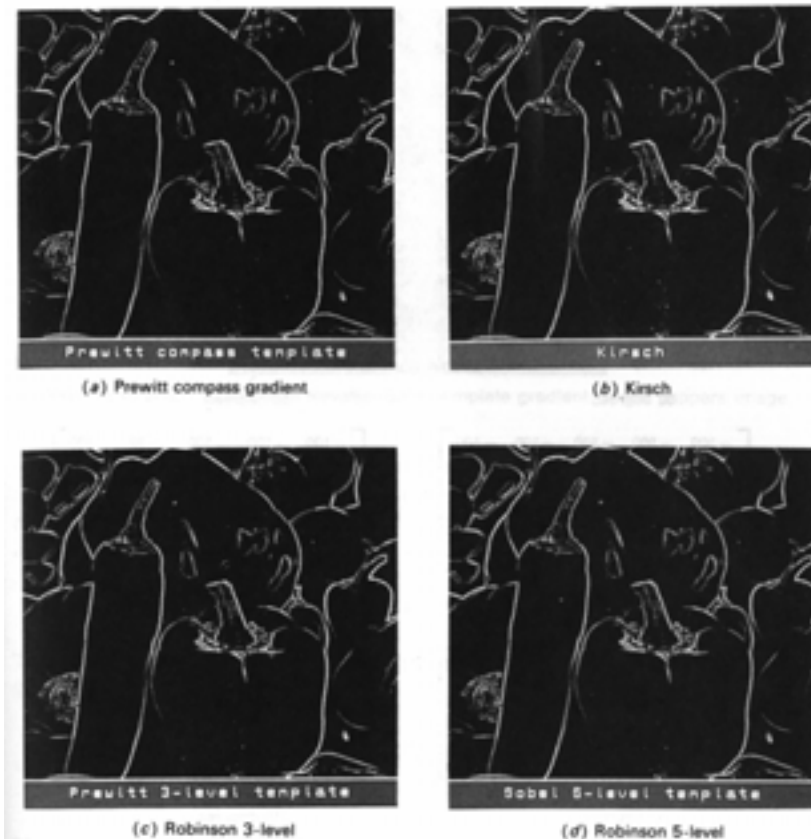 Prewitt compass template
Kirsch
(a) Prewitt compass gradient
(b) Kirsch
Prewitt 3-level template
Sobel 5-level template
(c) Robinson 3-level
(d) Robinson 5-level